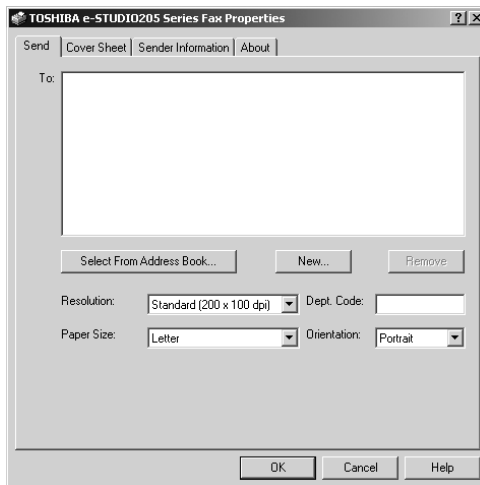 TOSHIBA e-STUDIO205 Series Fax Properties
Send Cover Sheet Sender Information About
To:
Select From Address Book... New... Remove
Resolution: Standard (200 x 100 dpi) Dept. Code:
Paper Size: Letter Orientation: Portrait
OK Cancel Help